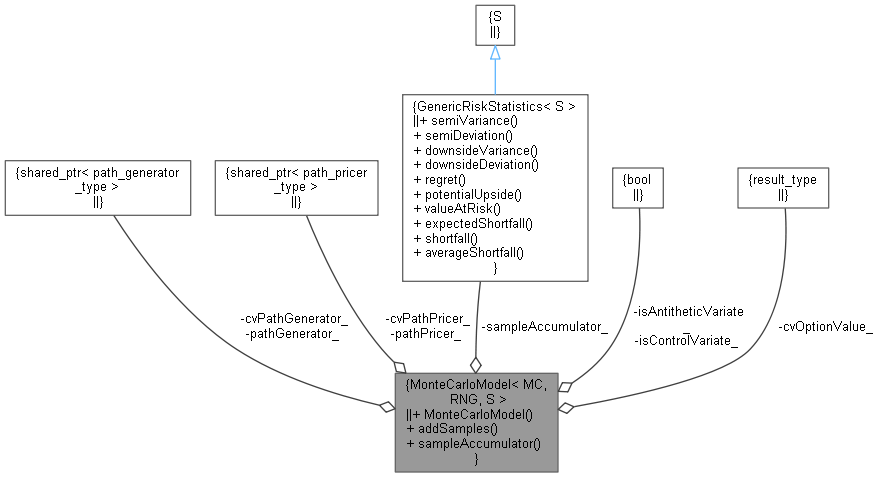 {S
||}
{GenericRiskStatistics< S >
||+ semiVariance()
+ semiDeviation()
+ downsideVariance()
+ downsideDeviation()
+ regret()
+ potentialUpside()
+ valueAtRisk()
+ expectedShortfall()
+ shortfall()
+ averageShortfall()
}
{shared_ptr< path_generator
_type >
||}
{shared_ptr< path_pricer
_type >
||}
{bool
||}
{result_type
||}
-cvPathGenerator_
-pathGenerator_
-cvPathPricer_
-pathPricer_
-sampleAccumulator_
-isAntitheticVariate
_
-isControlVariate_
-cvOptionValue_
{MonteCarloModel< MC,
RNG, S >
||+ MonteCarloModel()
+ addSamples()
+ sampleAccumulator()
}